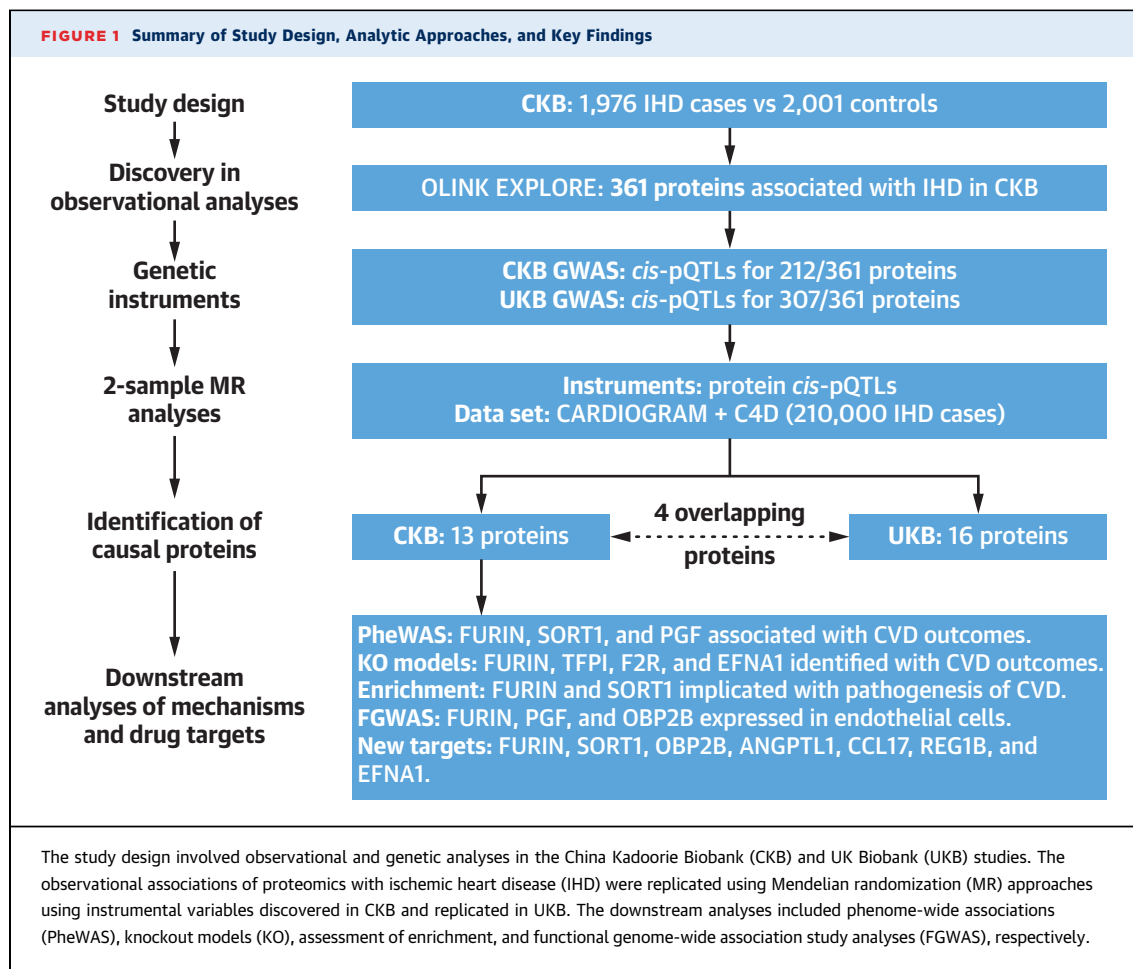 FIGURE 1 Summary of Study Design, Analytic Approaches, and Key Findings
Study design
CKB: 1,976 IHD cases vs 2,001 controls
Discovery in
observational analyses
OLINK EXPLORE: 361 proteins associated with IHD in CKB
Genetic
instruments
CKB GWAS: cis-pQTLs for 212/361 proteins
UKB GWAS: cis-pQTLs for 307/361 proteins
2-sample MR
analyses
Instruments: protein cis-pQTLs
Data set: CARDIOGRAM + C4D (210,000 IHD cases)
Identification of
causal proteins
CKB: 13 proteins
4 overlapping
proteins
UKB: 16 proteins
Downstream
analyses of mechanisms
and drug targets
PheWAS: FURIN, SORT1, and PGF associated with CVD outcomes.
KO models: FURIN, TFPI, F2R, and EFNA1 identified with CVD outcomes.
Enrichment: FURIN and SORT1 implicated with pathogenesis of CVD.
FGWAS: FURIN, PGF, and OBP2B expressed in endothelial cells.
New targets: FURIN, SORT1, OBP2B, ANGPTL1, CCL17, REG1B, and
EFNA1.
The study design involved observational and genetic analyses in the China Kadoorie Biobank (CKB) and UK Biobank (UKB) studies. The
observational associations of proteomics with ischemic heart disease (IHD) were replicated using Mendelian randomization (MR) approaches
using instrumental variables discovered in CKB and replicated in UKB. The downstream analyses included phenome-wide associations
(PheWAS), knockout models (KO), assessment of enrichment, and functional genome-wide association study analyses (FGWAS), respectively.